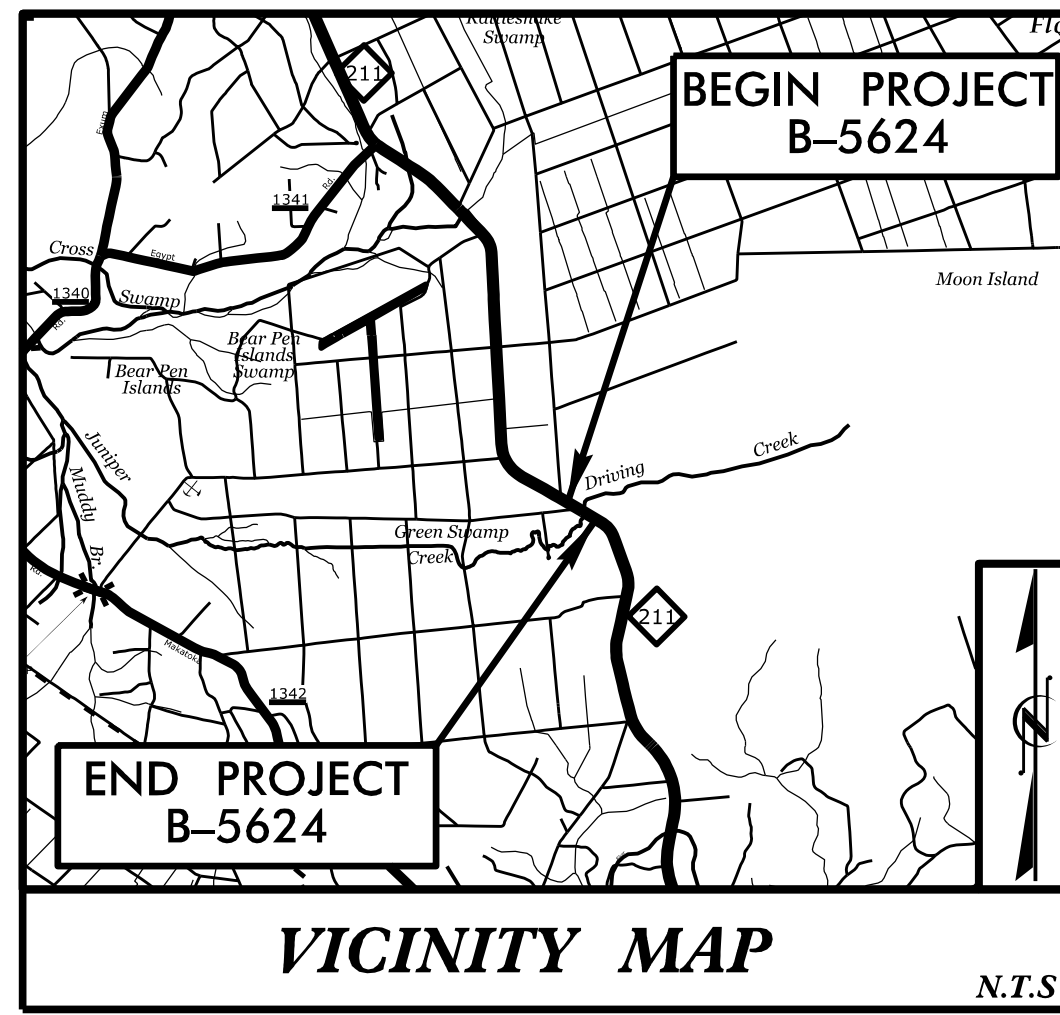 Swamp
211
BEGIN PROJECT
B–5624
Exum
Rd.
1341
Cross
Egypt
Swamp
1340
Rd.
Moon Island
Bear Pen
Islands
Swamp
Bear Pen
Islands
Juniper
Muddy
Br.
Driving
Creek
Green Swamp
Creek
Rd.
211
Makatoka
1342
N
END PROJECT
B–5624
VICINITY MAP
N.T.S